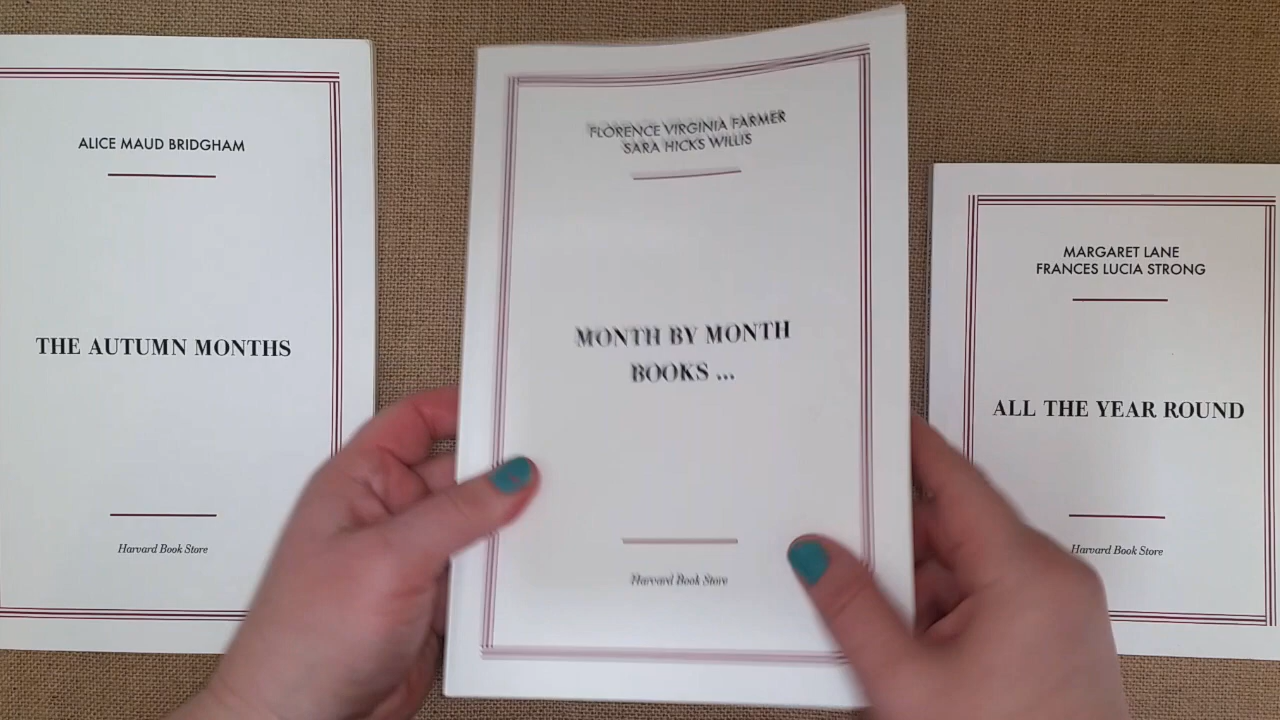 ALICE MAUD BRIDGHAM
THE AUTUMN MONTHS
Harvard Book Store
FLORENCE VIRGINIA FARMER
SARA HICKS WILLIS
MONTH BY MONTH
BOOKS ...
Harvard Book Store
MARGARET LANE
FRANCES LUCIA STRONG
ALL THE YEAR ROUND
Harvard Book Store